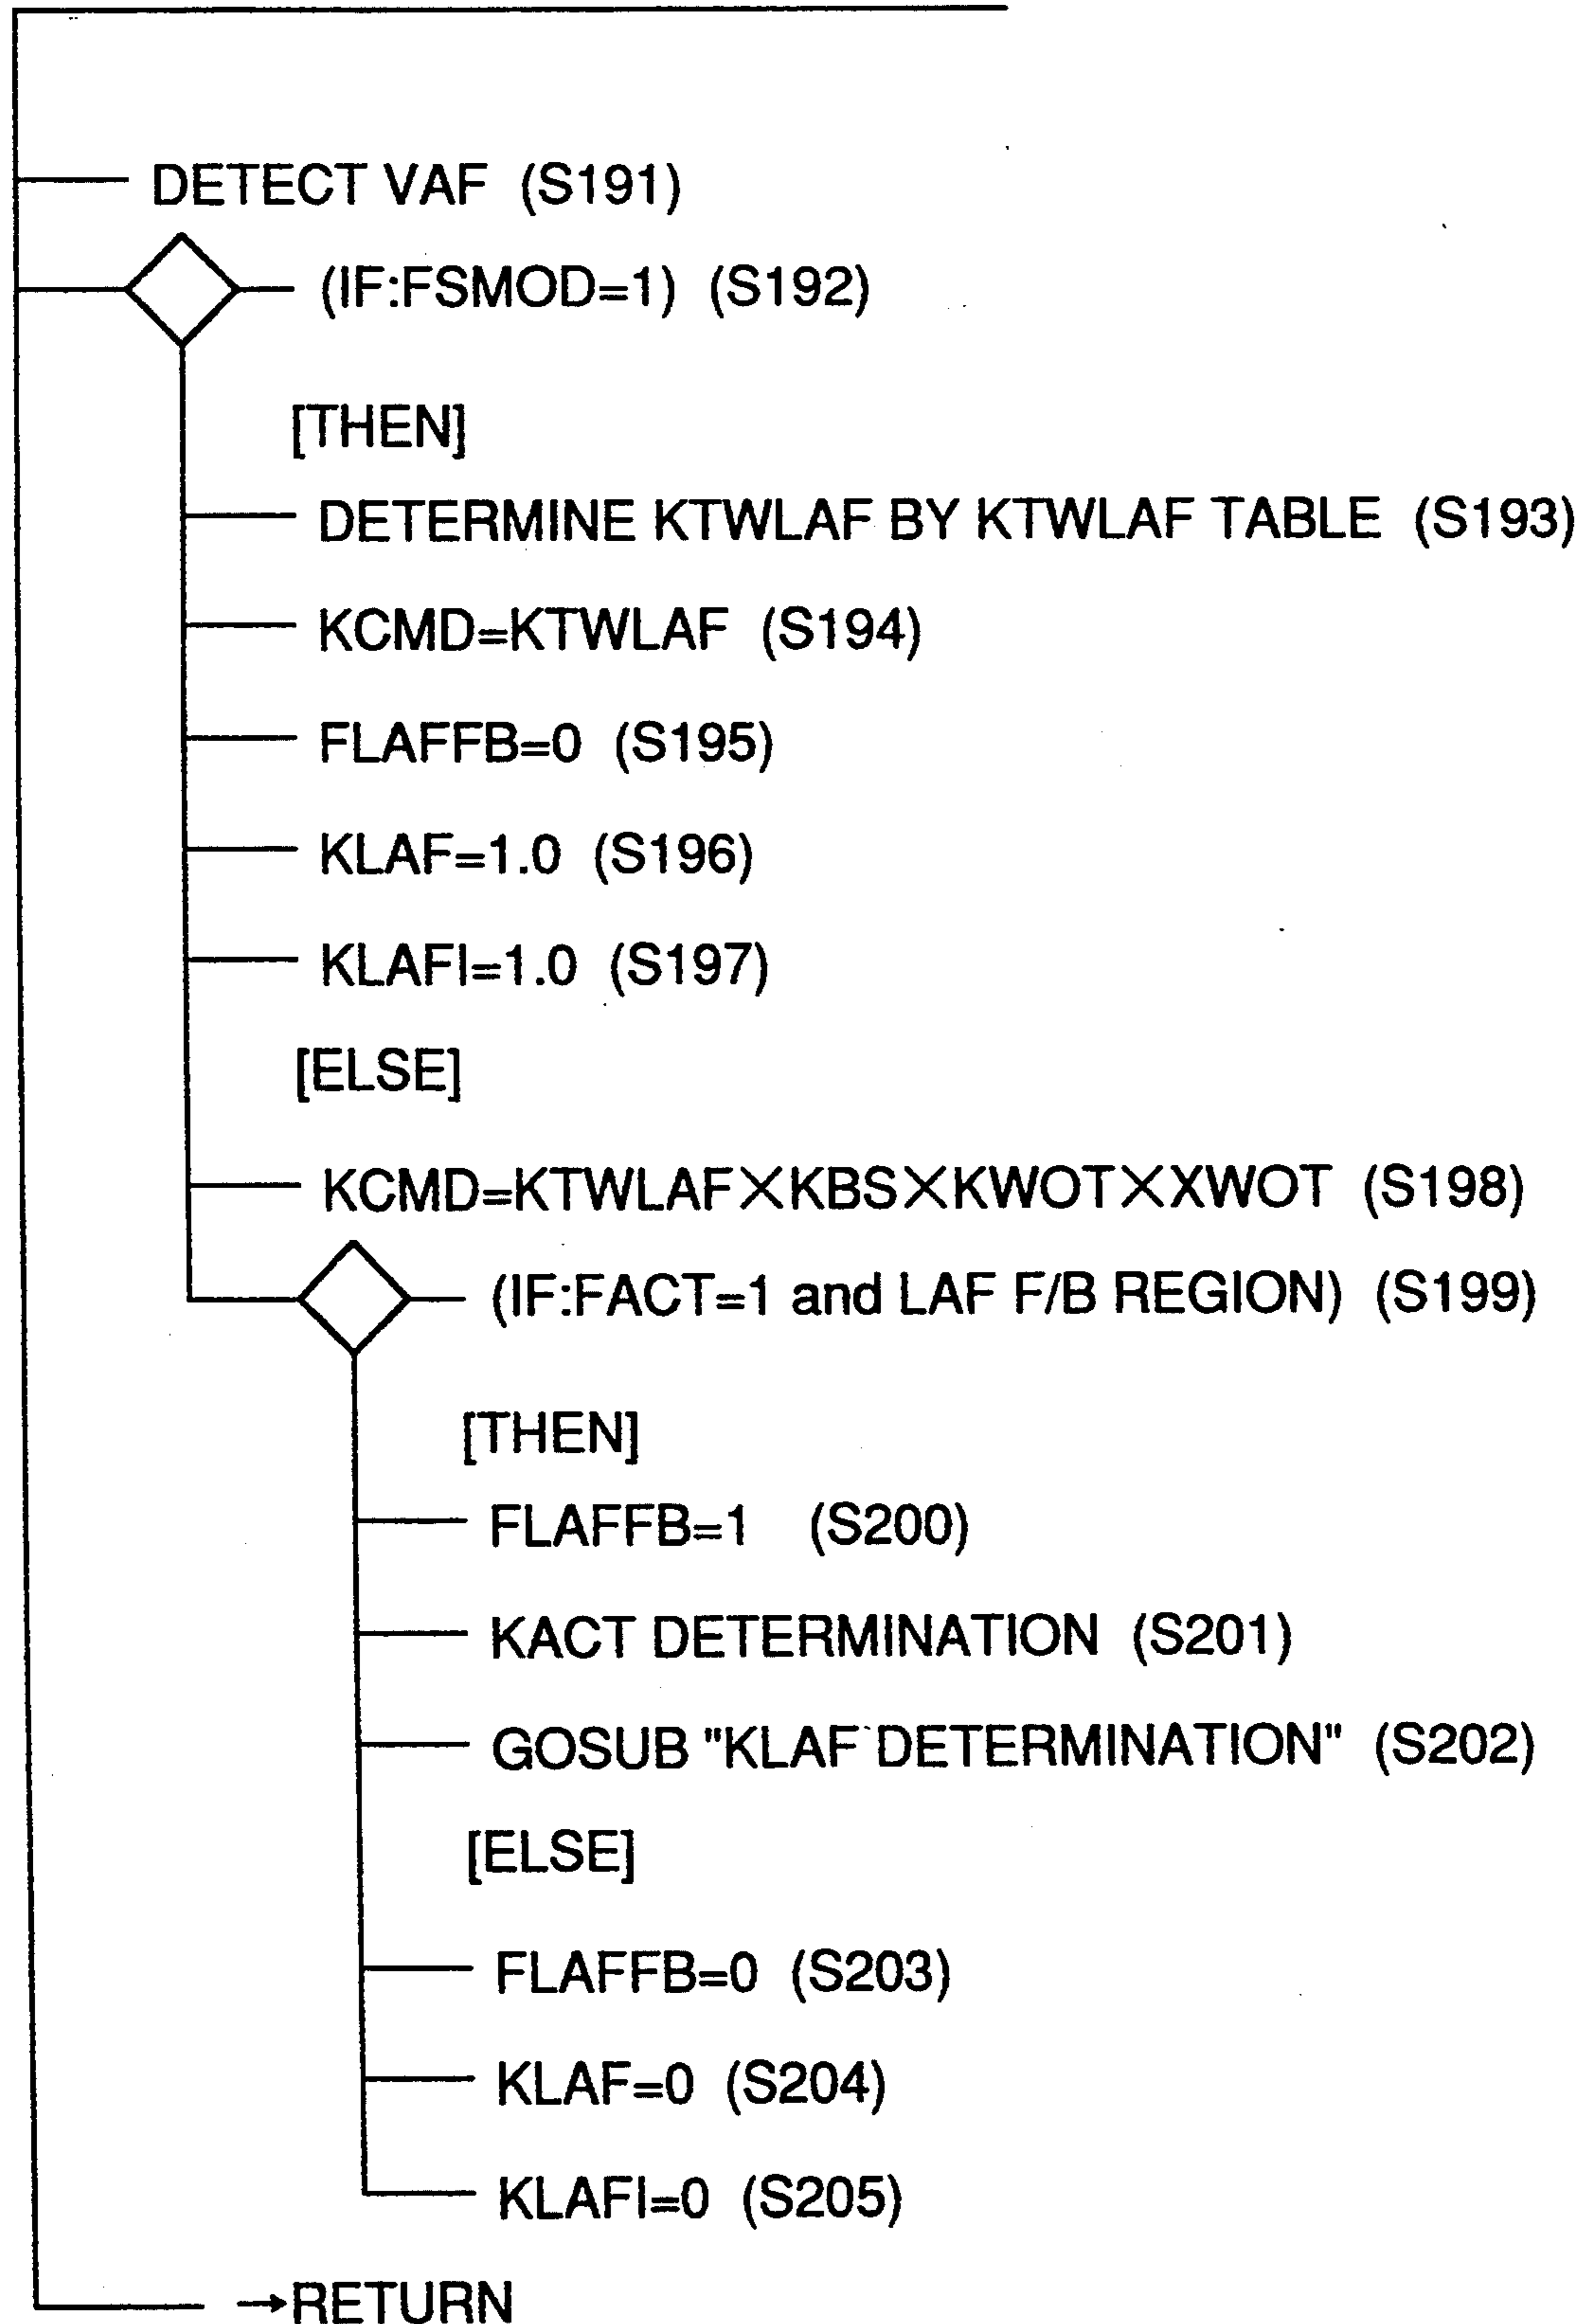 DETECT VAF (S191)
(IF:FSMOD=1) (S192)
[THEN]
DETERMINE KTWLAF BY KTWLAF TABLE (S193)
KCMD=KTWLAF (S194)
FLAFFB=0 (S195)
KLAF=1.0 (S196)
KLAFI=1.0 (S197)
[ELSE]
KCMD=KTWLAF×KBS×KWOT×XWOT (S198)
(IF:FACT=1 and LAF F/B REGION) (S199)
[THEN]
FLAFFB=1 (S200)
KACT DETERMINATION (S201)
GOSUB "KLAF DETERMINATION" (S202)
[ELSE]
FLAFFB=0 (S203)
KLAF=0 (S204)
KLAFI=0 (S205)
→RETURN